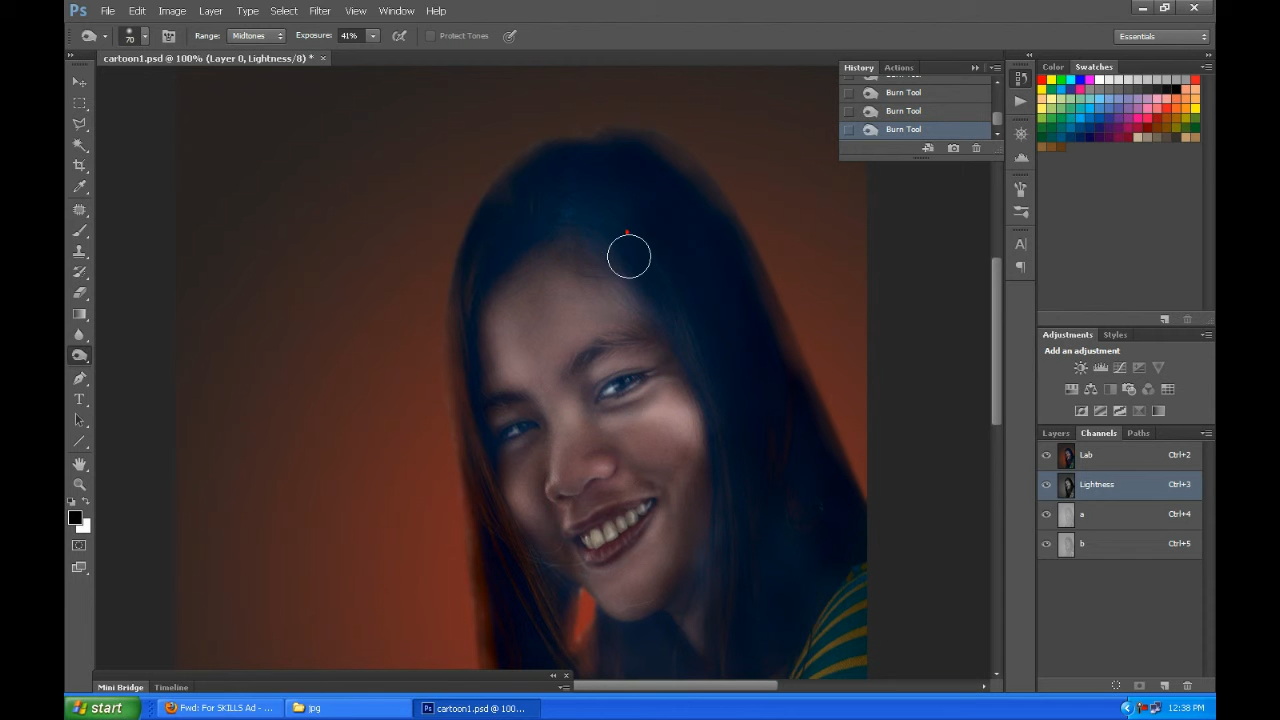 Ps File Edit Image Layer Type Select Filter View Window Help
70 Range: Midtones Exposure: 41% Protect Tones Essentials
cartoon1.psd @ 100% (Layer 0, Lightness/8) * ×
History Actions
Burn Tool
Burn Tool
Burn Tool
Color Swatches
Adjustments Styles
Add an adjustment
Layers Channels Paths
Lab Ctrl+2
Lightness Ctrl+3
a Ctrl+4
b Ctrl+5
Mini Bridge Timeline
start Fwd: FOR SKILLS Ad - ... jpg cartoon1.psd @ 100... 12:38 PM